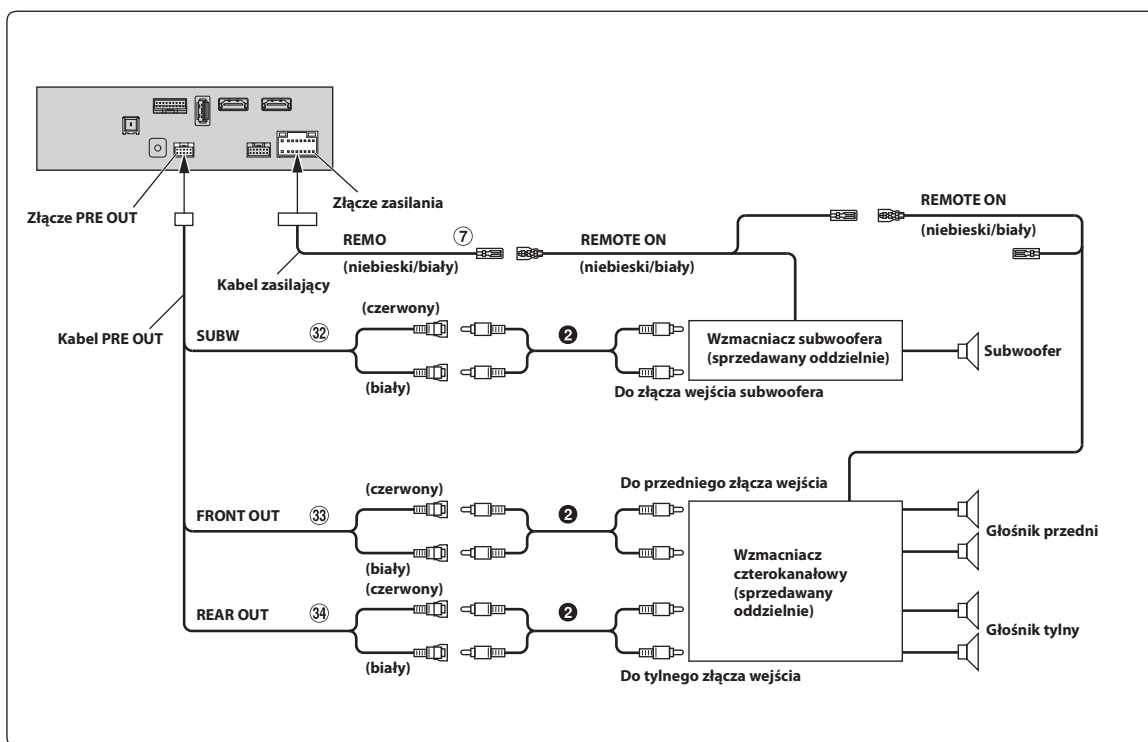 Złącze PRE OUT
Złącze zasilania
REMO
⑦
(niebieski/biały)
Kabel zasilający
REMOTE ON
(niebieski/biały)
REMOTE ON
(niebieski/biały)
Kabel PRE OUT
SUBW
㉜
(czerwony)
(biały)
❷
Wzmacniacz subwoofera
(sprzedawany oddzielnie)
Subwoofer
Do złącza wejścia subwoofera
FRONT OUT
㉝
(czerwony)
(biały)
❷
Do przedniego złącza wejścia
Głośnik przedni
Wzmacniacz
czterokanałowy
(sprzedawany
oddzielnie)
REAR OUT
㉞
(czerwony)
(biały)
❷
Głośnik tylny
Do tylnego złącza wejścia